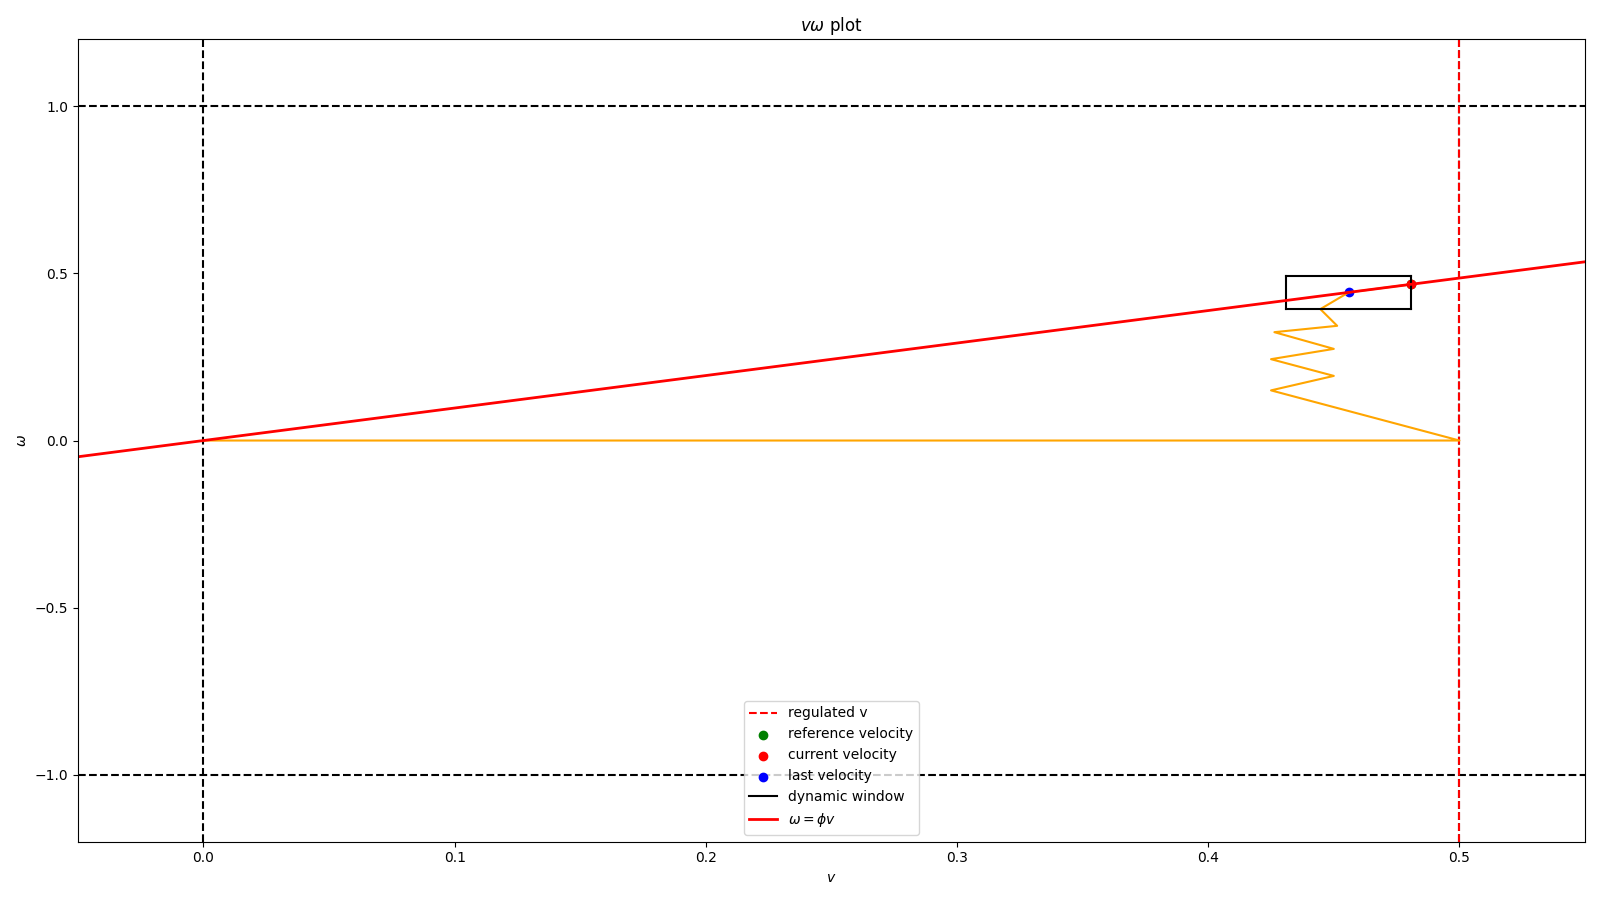 vω plot
1.0
0.5
0.0
−0.5
−1.0
ω
0.0
0.1
0.2
0.3
0.4
0.5
v
regulated v
reference velocity
current velocity
last velocity
dynamic window
ω = ϕv